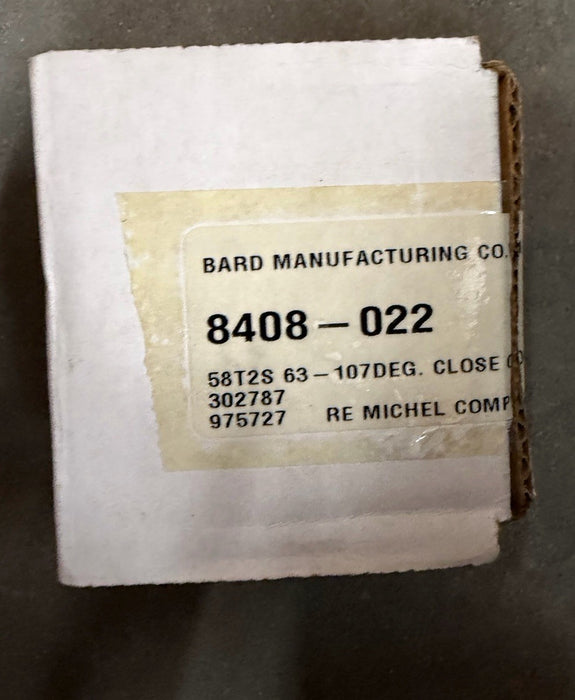 BARD MANUFACTURING CO.
8408-022
58T2S 63-107DEG. CLOSE
302787
975727 RE MICHEL COMP